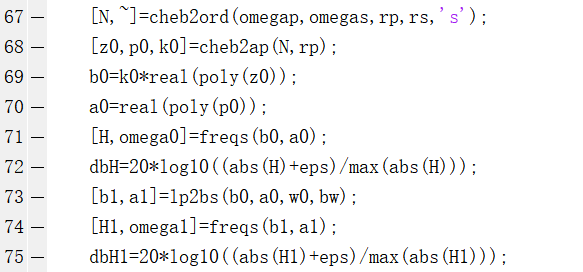 67 — [N,~]=cheb2ord(omegap,omegas,rp,rs,'s');
68 — [z0,p0,k0]=cheb2ap(N,rp);
69 — b0=k0*real(poly(z0));
70 — a0=real(poly(p0));
71 — [H,omega0]=freqs(b0,a0);
72 — dbH=20*log10((abs(H)+eps)/max(abs(H)));
73 — [b1,a1]=lp2bs(b0,a0,w0,bw);
74 — [H1,omega1]=freqs(b1,a1);
75 — dbH1=20*log10((abs(H1)+eps)/max(abs(H1)));